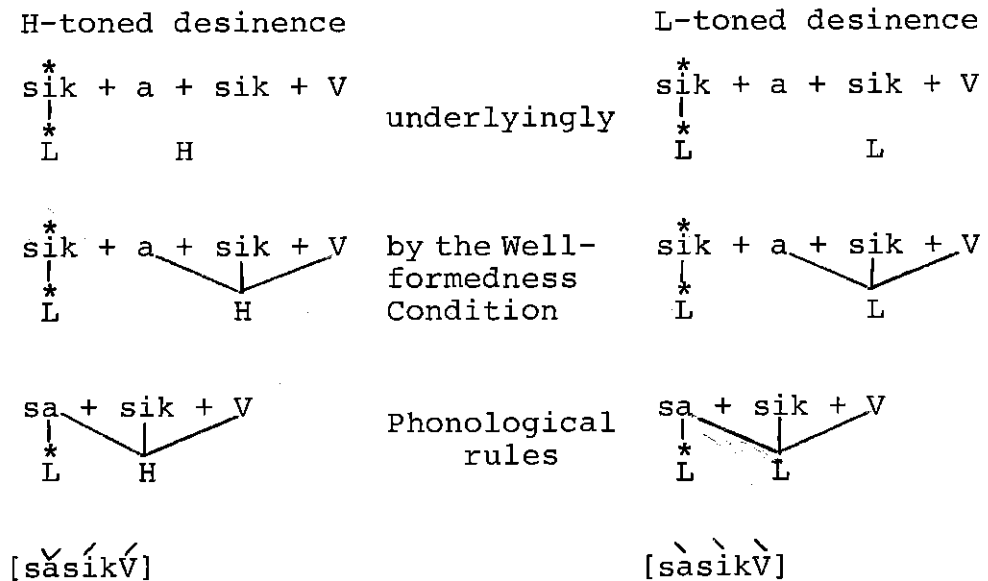 H-toned desinence L-toned desinence
* *
sik + a + sik + V sik + a + sik + V
underlyingly
* *
L H L L
* *
sik + a + sik + V by the Well- sik + a + sik + V
formedness
* *
L H Condition L L
sa + sik + V Phonological sa + sik + V
rules
* *
L H L L
[sǎsíkV́] [sàsìkV̀]